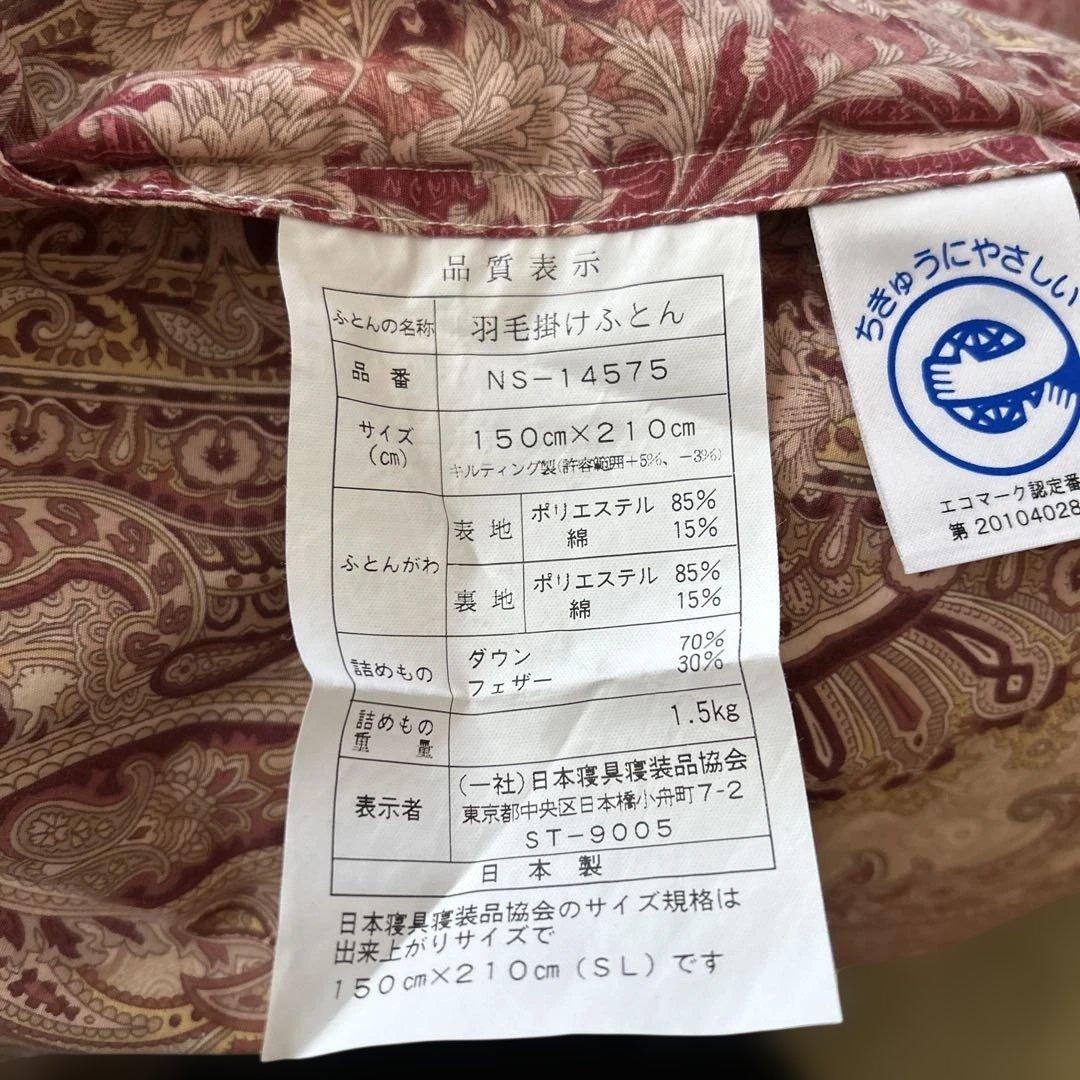 品質表示
ふとんの名称 羽毛掛けふとん
品番 NS-14575
サイズ(cm) 150cm×210cm
キルティング製(許容範囲+5%、-3%)
ふとんがわ
表地 ポリエステル 85%
綿 15%
裏地 ポリエステル 85%
綿 15%
詰めもの ダウン 70%
フェザー 30%
詰めもの重量 1.5kg
表示者 (一社)日本寝具寝装品協会
東京都中央区日本橋小舟町7-2
ST-9005
日本製
日本寝具寝装品協会のサイズ規格は
出来上がりサイズで
150cm×210cm(SL)です
ちきゅうにやさしい
エコマーク認定番
第20104028